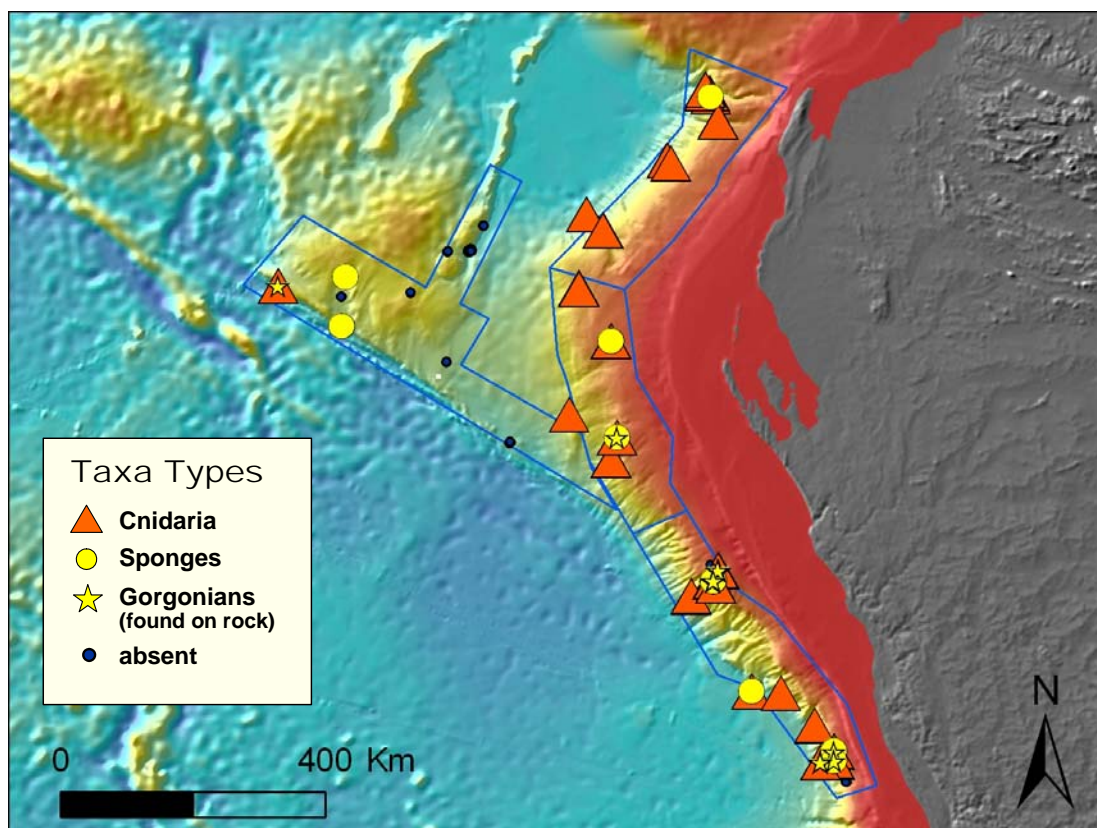 Taxa Types
Cnidaria
Sponges
Gorgonians
(found on rock)
absent
0 400 Km
N